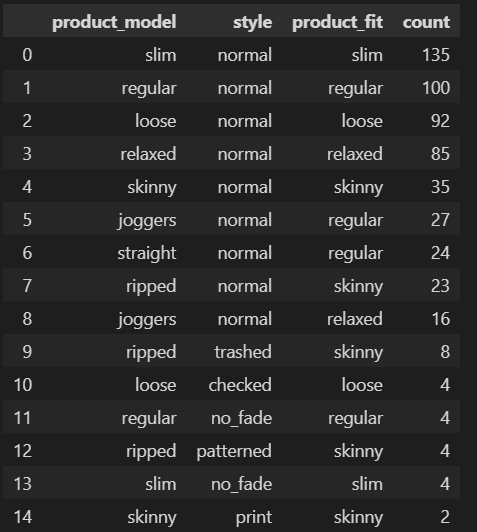 product_model style product_fit count
0 slim normal slim 135
1 regular normal regular 100
2 loose normal loose 92
3 relaxed normal relaxed 85
4 skinny normal skinny 35
5 joggers normal regular 27
6 straight normal regular 24
7 ripped normal skinny 23
8 joggers normal relaxed 16
9 ripped trashed skinny 8
10 loose checked loose 4
11 regular no_fade regular 4
12 ripped patterned skinny 4
13 slim no_fade slim 4
14 skinny print skinny 2